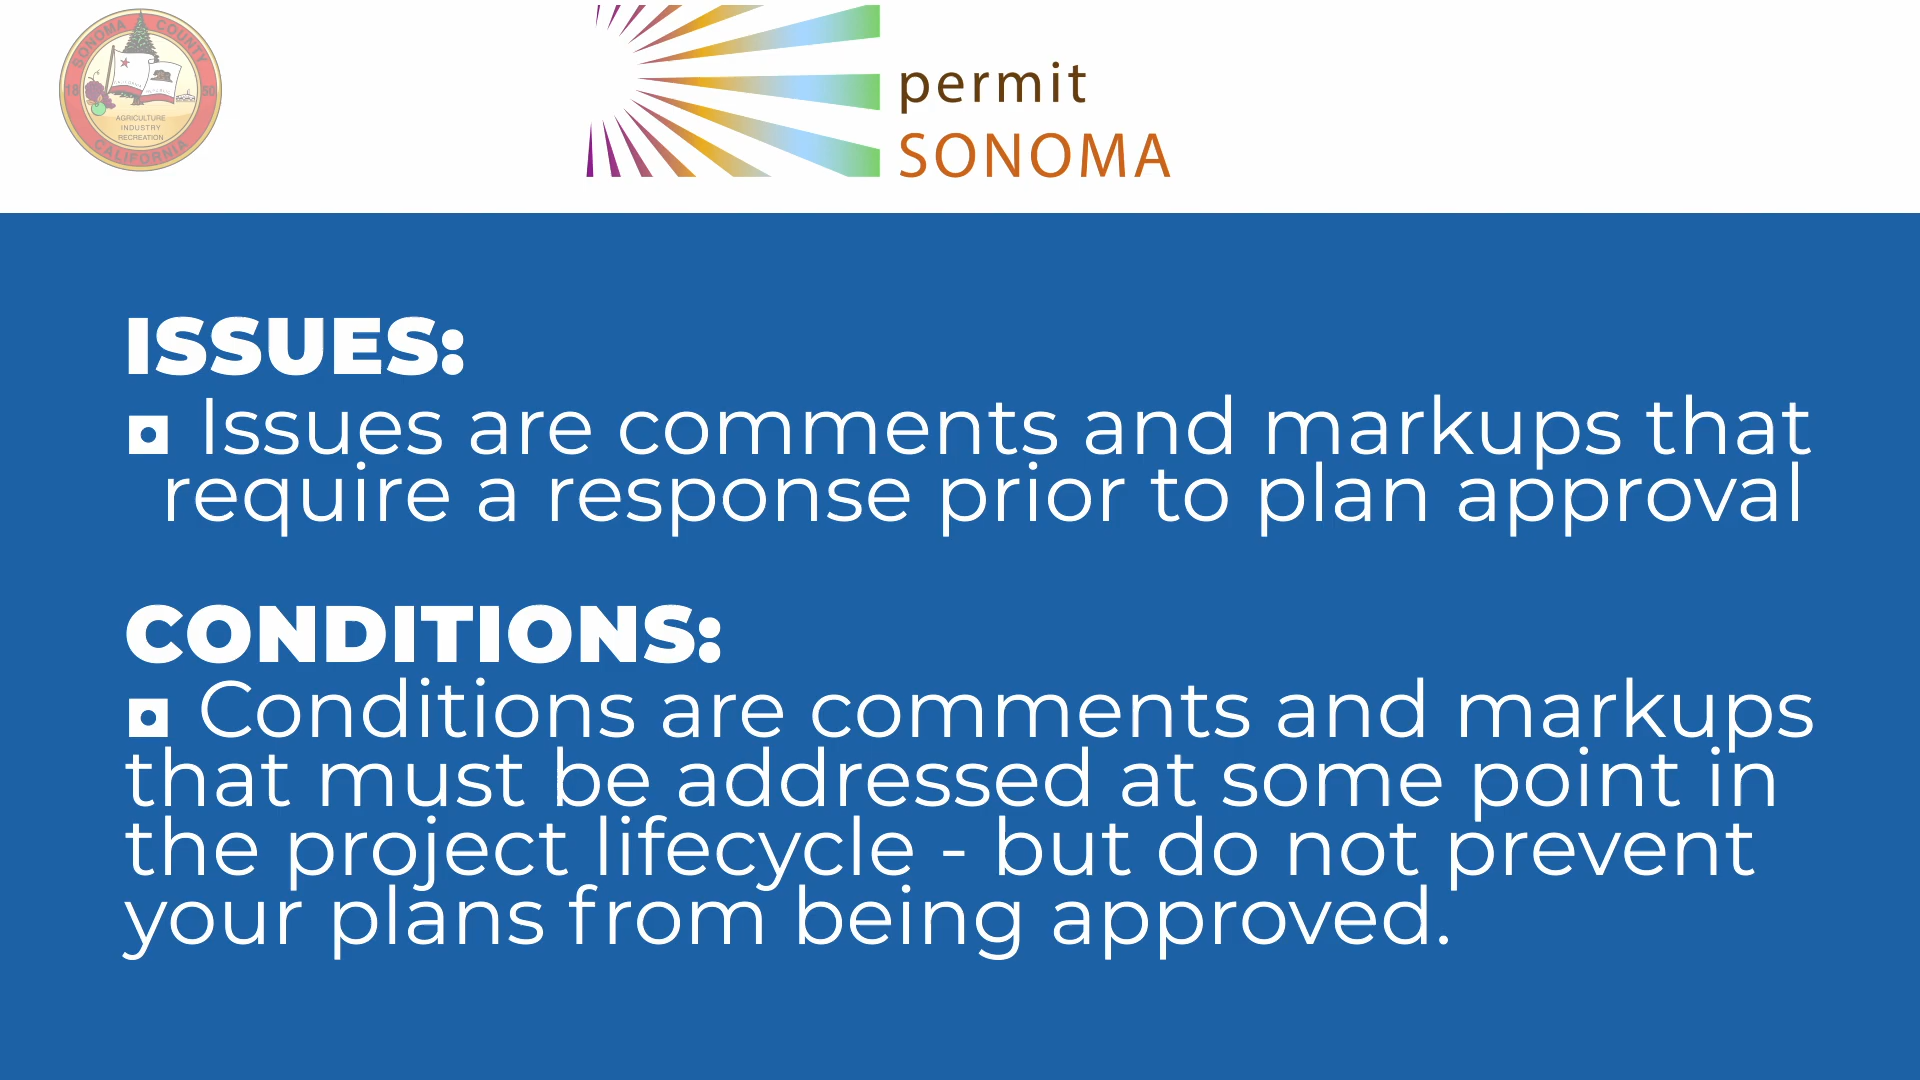 SONOMA COUNTY
18 50
AGRICULTURE
INDUSTRY
RECREATION
CALIFORNIA
permit
SONOMA
ISSUES:
◘ Issues are comments and markups that
require a response prior to plan approval
CONDITIONS:
◘ Conditions are comments and markups
that must be addressed at some point in
the project lifecycle - but do not prevent
your plans from being approved.